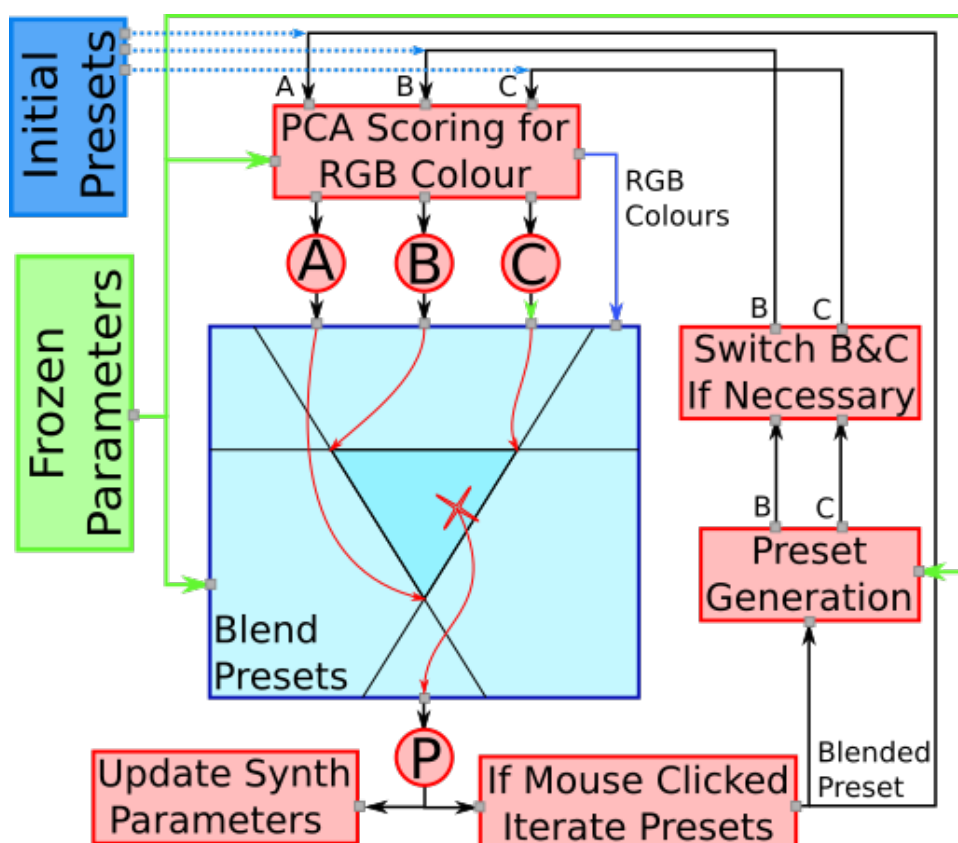 Initial
Presets
A
B
C
PCA Scoring for
RGB Colour
RGB
Colours
A
B
C
Frozen
Parameters
B
C
Switch B&C
If Necessary
B
C
Preset
Generation
Blend
Presets
P
Update Synth
Parameters
If Mouse Clicked
Iterate Presets
Blended
Preset